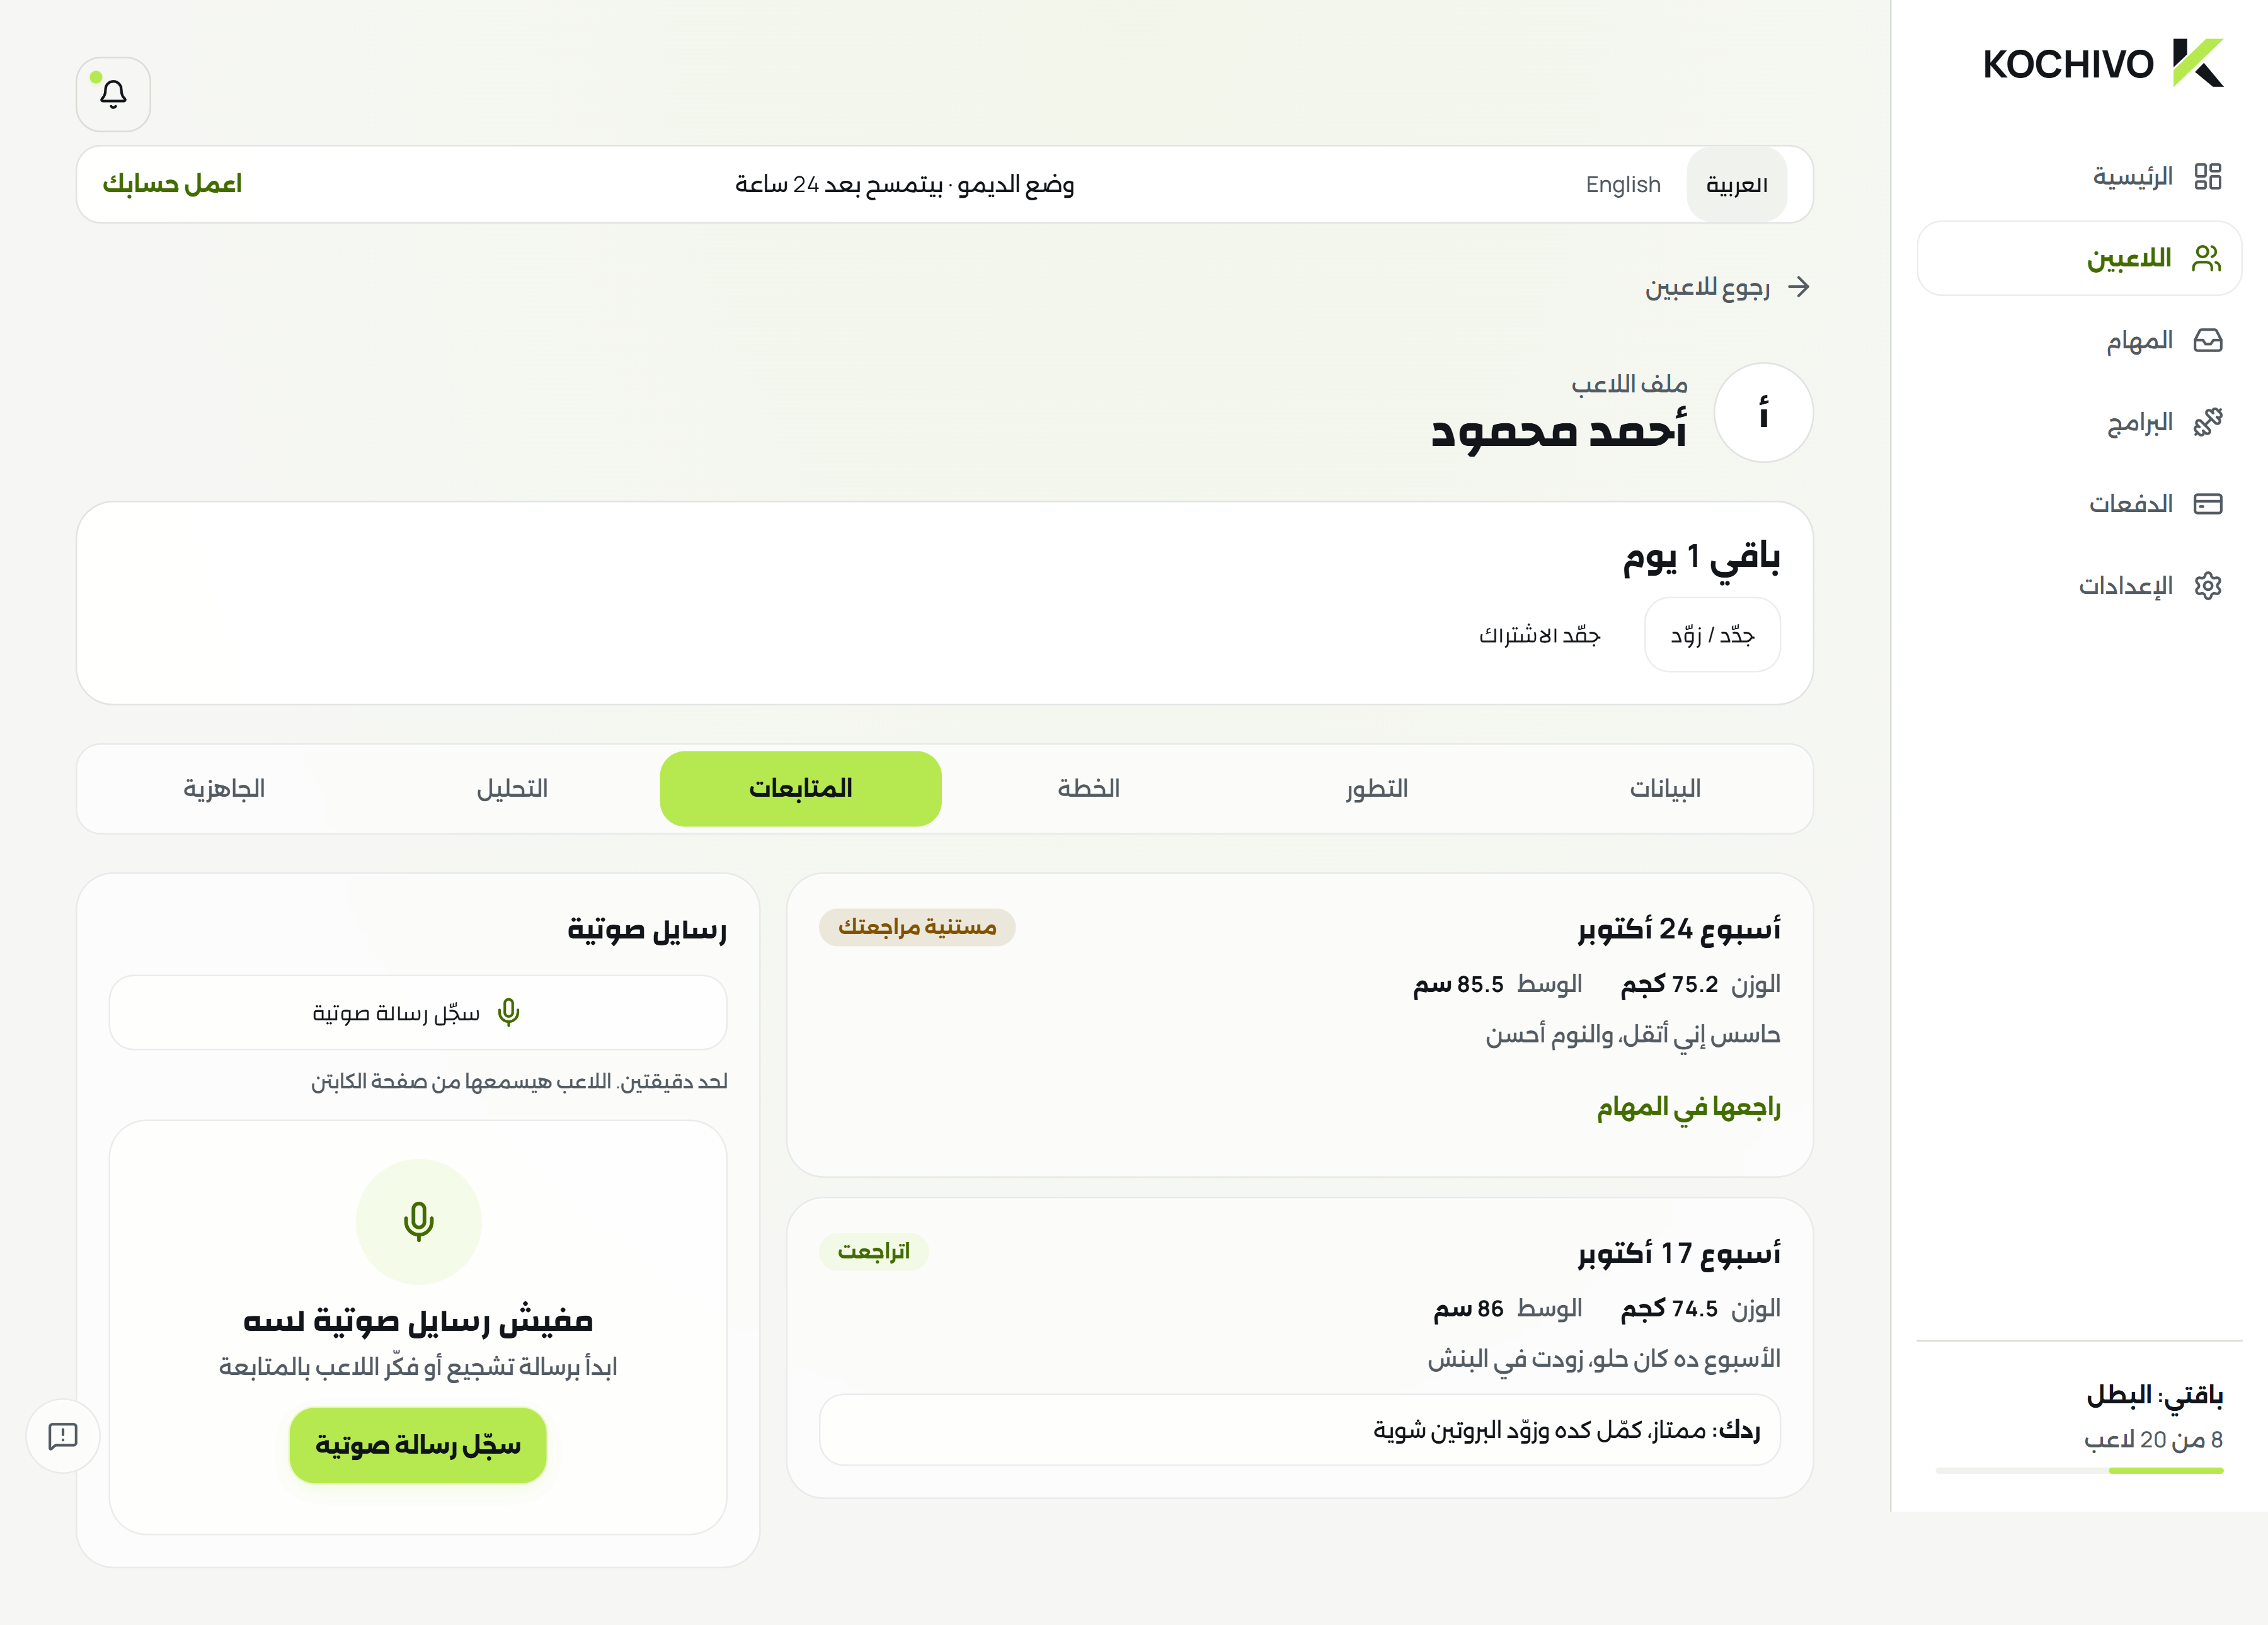 KOCHIVO
الرئيسية
اللاعبين
المهام
البرامج
الدفعات
الإعدادات
باقتي: البطل
8 من 20 لاعب
العربية
English
وضع الديمو · بيتمسح بعد 24 ساعة
اعمل حسابك
رجوع للاعبين
أ
ملف اللاعب
أحمد محمود
باقي 1 يوم
جدّد / زوّد
جمّد الاشتراك
البيانات
التطور
الخطة
المتابعات
التحليل
الجاهزية
أسبوع 24 أكتوبر
مستنية مراجعتك
الوزن 75.2 كجم الوسط 85.5 سم
حاسس إني أتقل، والنوم أحسن
راجعها في المهام
أسبوع 17 أكتوبر
اتراجعت
الوزن 74.5 كجم الوسط 86 سم
الأسبوع ده كان حلو، زودت في البنش
ردك: ممتاز، كمّل كده وزوّد البروتين شوية
رسايل صوتية
سجّل رسالة صوتية
لحد دقيقتين. اللاعب هيسمعها من صفحة الكابتن
مفيش رسايل صوتية لسه
ابدأ برسالة تشجيع أو فكّر اللاعب بالمتابعة
سجّل رسالة صوتية